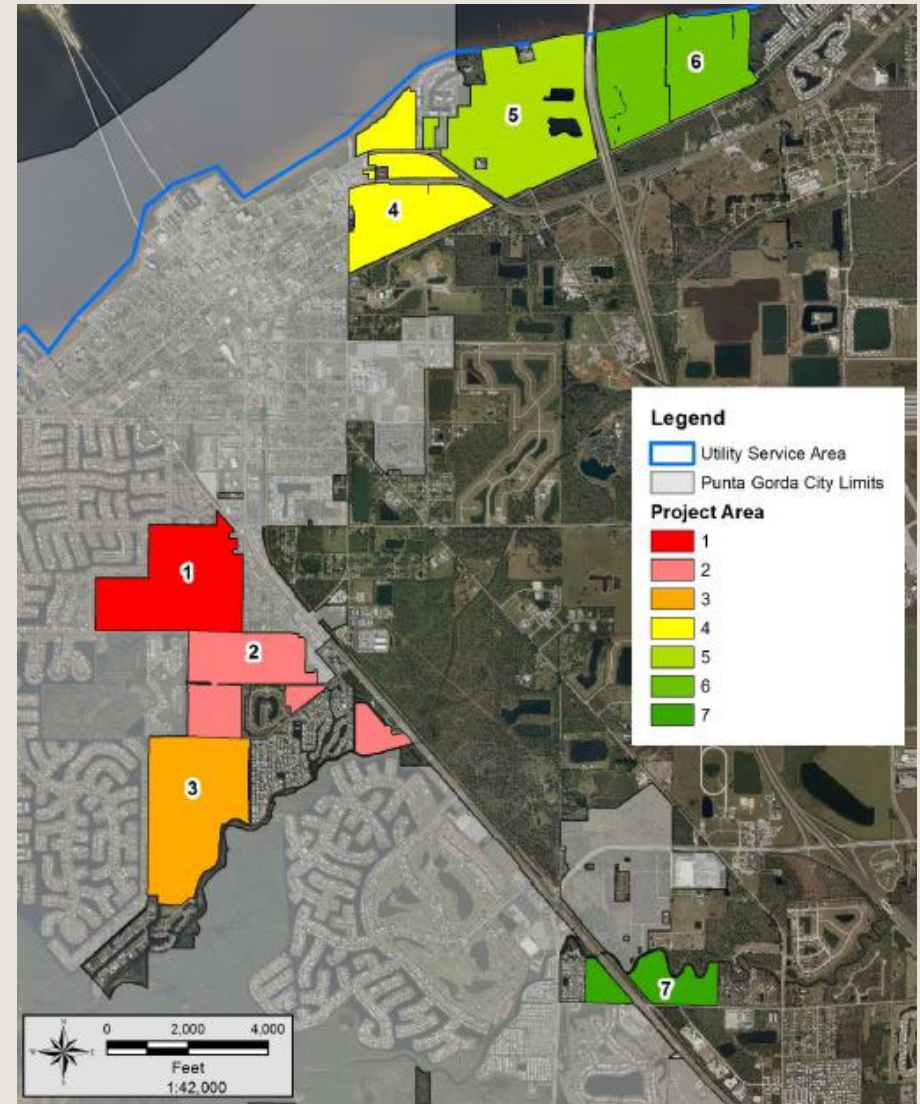 6
5
4
Legend
Utility Service Area
Punta Gorda City Limits
Project Area
1
2
3
4
5
6
7
1
2
3
7
N
W E
S
0 2,000 4,000
Feet
1:42,000